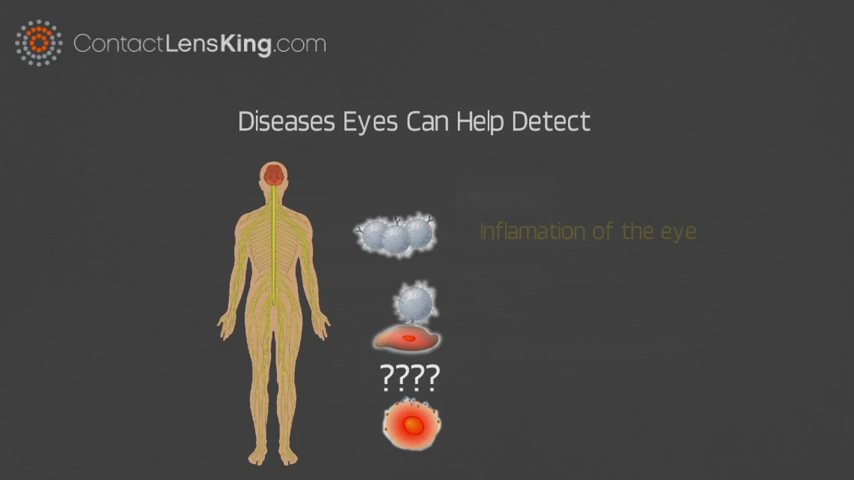 ContactLensKing.com
Diseases Eyes Can Help Detect
inflamation of the eye
????